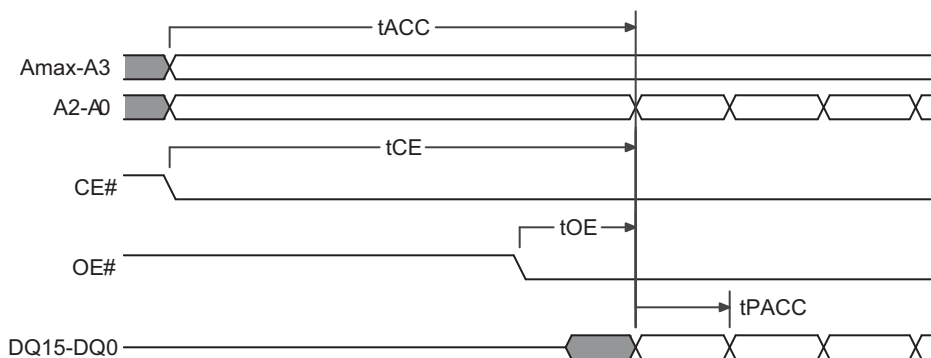 tACC
Amax-A3
A2-A0
tCE
CE#
tOE
OE#
tPACC
DQ15-DQ0